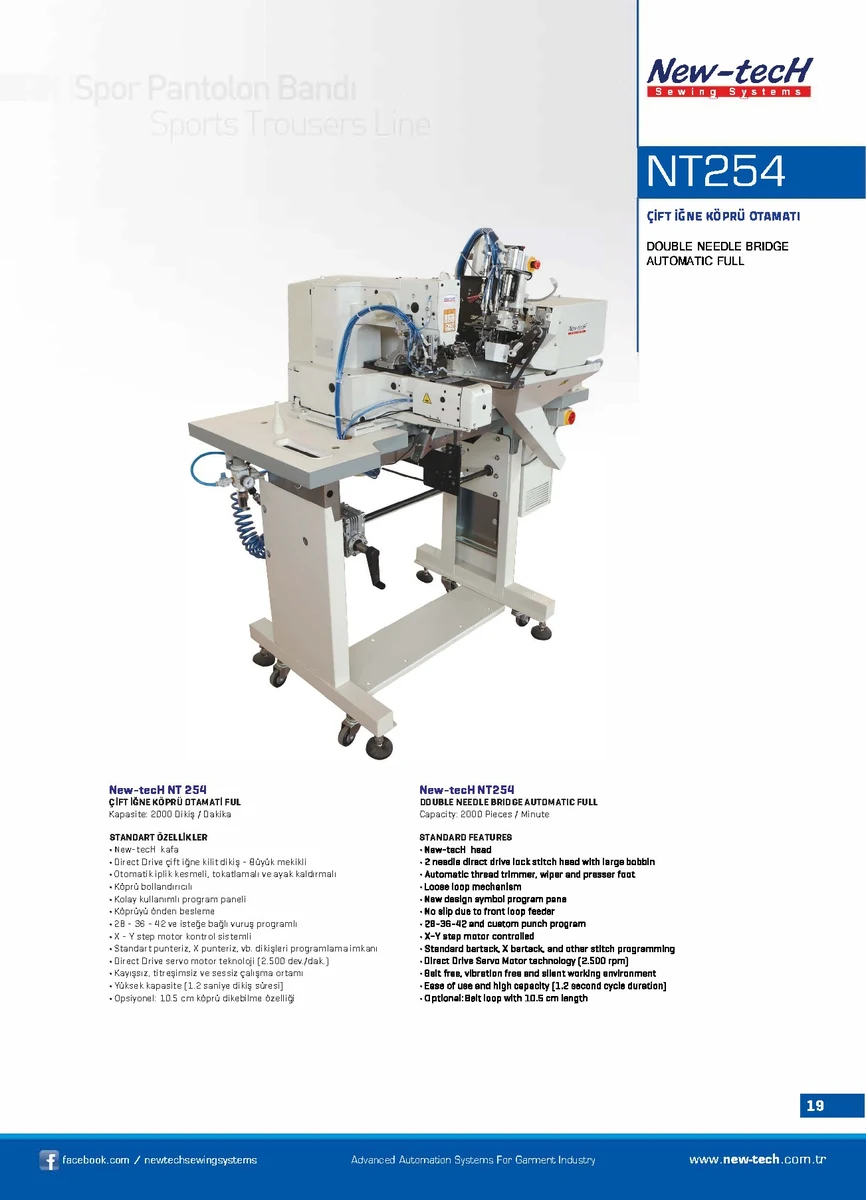 Spor Pantolon Bandı
Sports Trousers Line
New-tecH
Sewing Systems
NT254
ÇİFT İĞNE KÖPRÜ OTAMATI
DOUBLE NEEDLE BRIDGE
AUTOMATIC FULL
New-tecH
New-tecH NT 254
ÇİFT İĞNE KÖPRÜ OTAMATİ FUL
Kapasite: 2000 Dikiş / Dakika
STANDART ÖZELLİKLER
• New-tecH kafa
• Direct Drive çift iğne kilit dikiş - Büyük mekikli
• Otomatik iplik kesmeli, tokatlamalı ve ayak kaldırmalı
• Köprü bollandırıcılı
• Kolay kullanımlı program paneli
• Köprüyü önden besleme
• 28 - 36 - 42 ve isteğe bağlı vuruş programlı
• X - Y step motor kontrol sistemli
• Standart punteriz, X punteriz, vb. dikişleri programlama imkanı
• Direct Drive servo motor teknoloji (2.500 dev./dak.)
• Kayışsız, titreşimsiz ve sessiz çalışma ortamı
• Yüksek kapasite (1.2 saniye dikiş süresi)
• Opsiyonel: 10.5 cm köprü dikebilme özelliği
New-tecH NT254
DOUBLE NEEDLE BRIDGE AUTOMATIC FULL
Capacity: 2000 Pieces / Minute
STANDARD FEATURES
• New-tecH head
• 2 needle direct drive lock stitch head with large bobbin
• Automatic thread trimmer, wiper and presser foot
• Loose loop mechanism
• New design symbol program pane
• No slip due to front loop feeder
• 28-36-42 and custom punch program
• X-Y step motor controlled
• Standard bartack, X bartack, and other stitch programming
• Direct Drive Servo Motor technology (2.500 rpm)
• Belt free, vibration free and silent working environment
• Ease of use and high capacity (1.2 second cycle duration)
• Optional: Belt loop with 10.5 cm length
19
facebook.com / newtechsewingsystems
Advanced Automation Systems For Garment Industry
www.new-tech.com.tr